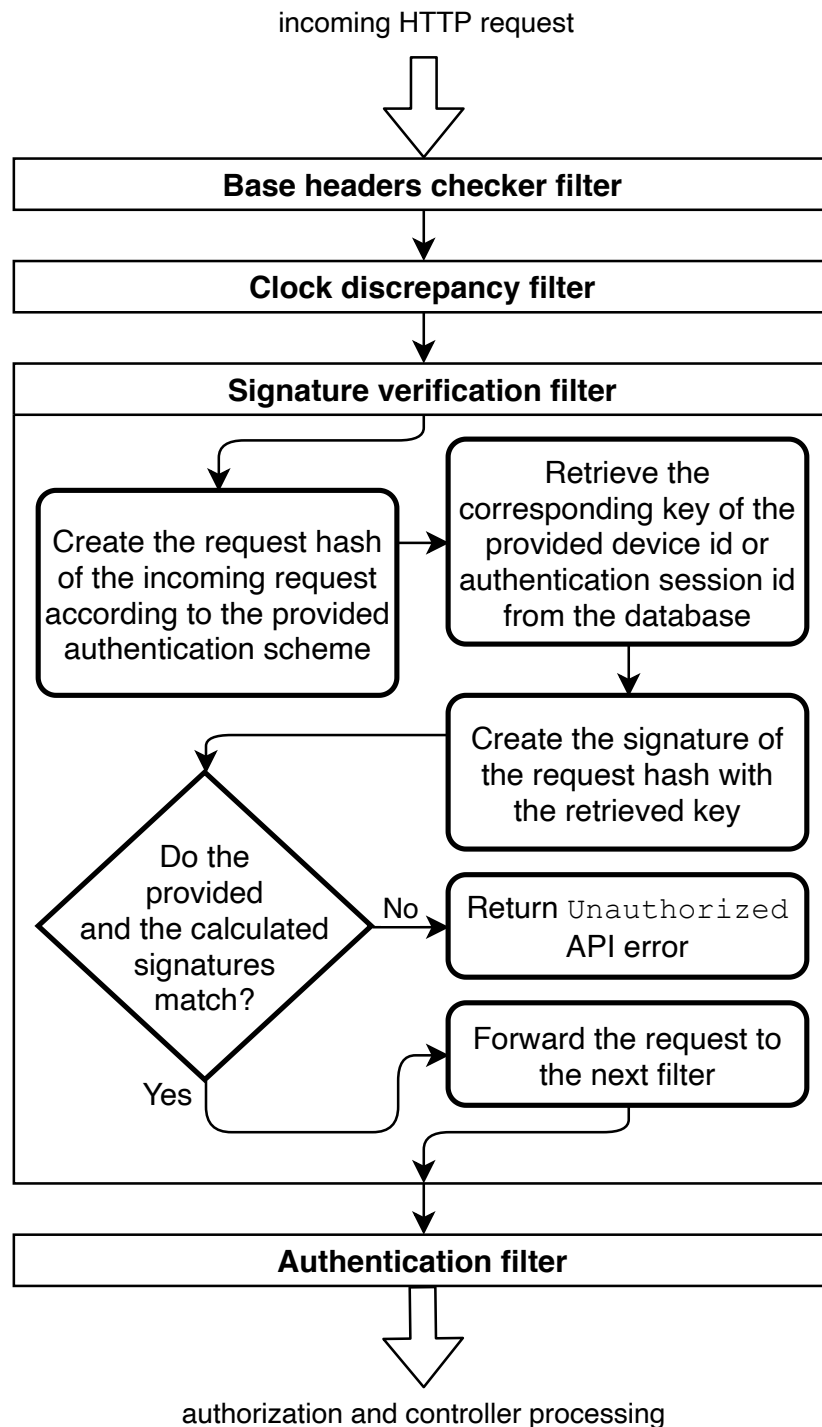 incoming HTTP request
Base headers checker filter
Clock discrepancy filter
Signature verification filter
Create the request hash
of the incoming request
according to the provided
authentication scheme
Retrieve the
corresponding key of the
provided device id or
authentication session id
from the database
Create the signature of
the request hash with
the retrieved key
Do the
provided
and the calculated
signatures
match?
No
Return Unauthorized
API error
Yes
Forward the request to
the next filter
Authentication filter
authorization and controller processing